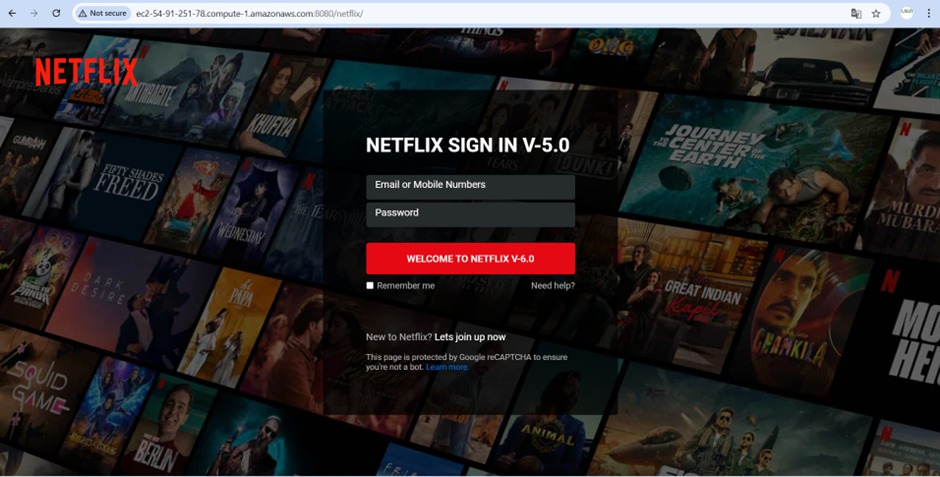 Not secure
ec2-54-91-251-78.compute-1.amazonaws.com:8080/netflix/
NETFLIX
NETFLIX SIGN IN V-5.0
Email or Mobile Numbers
Password
WELCOME TO NETFLIX V-6.0
Remember me
Need help?
New to Netflix? Lets join up now
This page is protected by Google reCAPTCHA to ensure
you're not a bot. Learn more.
KHUFIYA
FIFTY SHADES
FREED
WEDNESDAY
DUNKI
JOURNEY
TO THE
CENTER OF THE
EARTH
MURDER
MUBARAK
DARK
DESIRE
GREAT INDIAN
Kapil
CHAMKILA
SQUID
GAME
BERLIN
ANIMAL